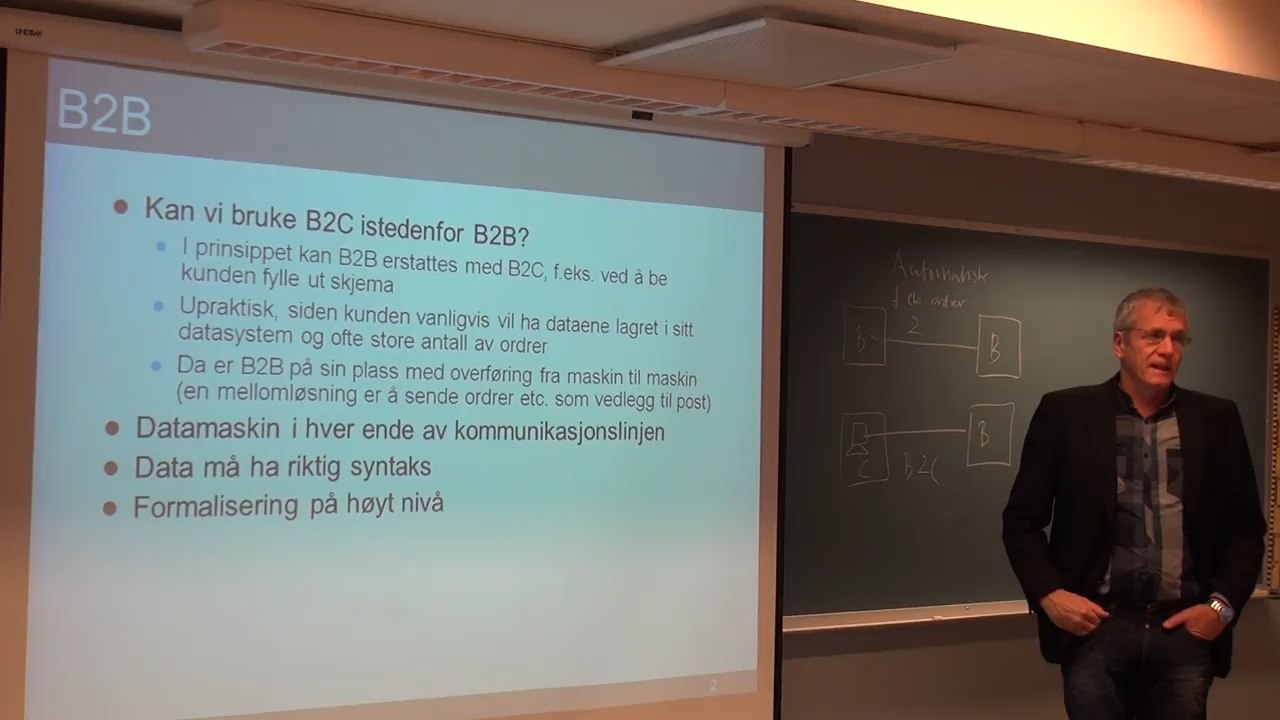 LINDBAK
B2B
Kan vi bruke B2C istedenfor B2B?
I prinsippet kan B2B erstattes med B2C, f.eks. ved å be
kunden fylle ut skjema
Upraktisk, siden kunden vanligvis vil ha dataene lagret i sitt
datasystem og ofte store antall av ordrer
Da er B2B på sin plass med overføring fra maskin til maskin
(en mellomløsning er å sende ordrer etc. som vedlegg til post)
Datamaskin i hver ende av kommunikasjonslinjen
Data må ha riktig syntaks
Formalisering på høyt nivå
2
Automatisk
ordrer
B 2 B
B
C B2C